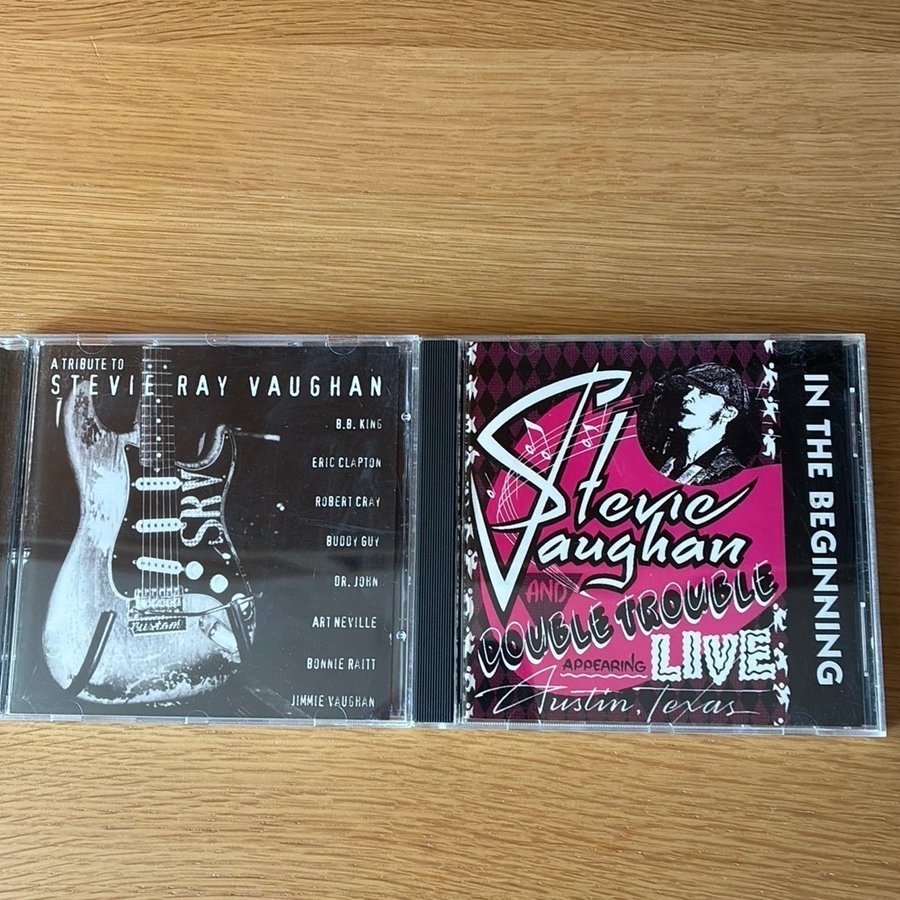 A TRIBUTE TO
STEVIE RAY VAUGHAN
B.B. KING
ERIC CLAPTON
ROBERT CRAY
BUDDY GUY
DR. JOHN
ART NEVILLE
BONNIE RAITT
JIMMIE VAUGHAN
SRV
Custom
Stevie
Vaughan
AND
DOUBLE TROUBLE
APPEARING LIVE
Austin, Texas
IN THE BEGINNING